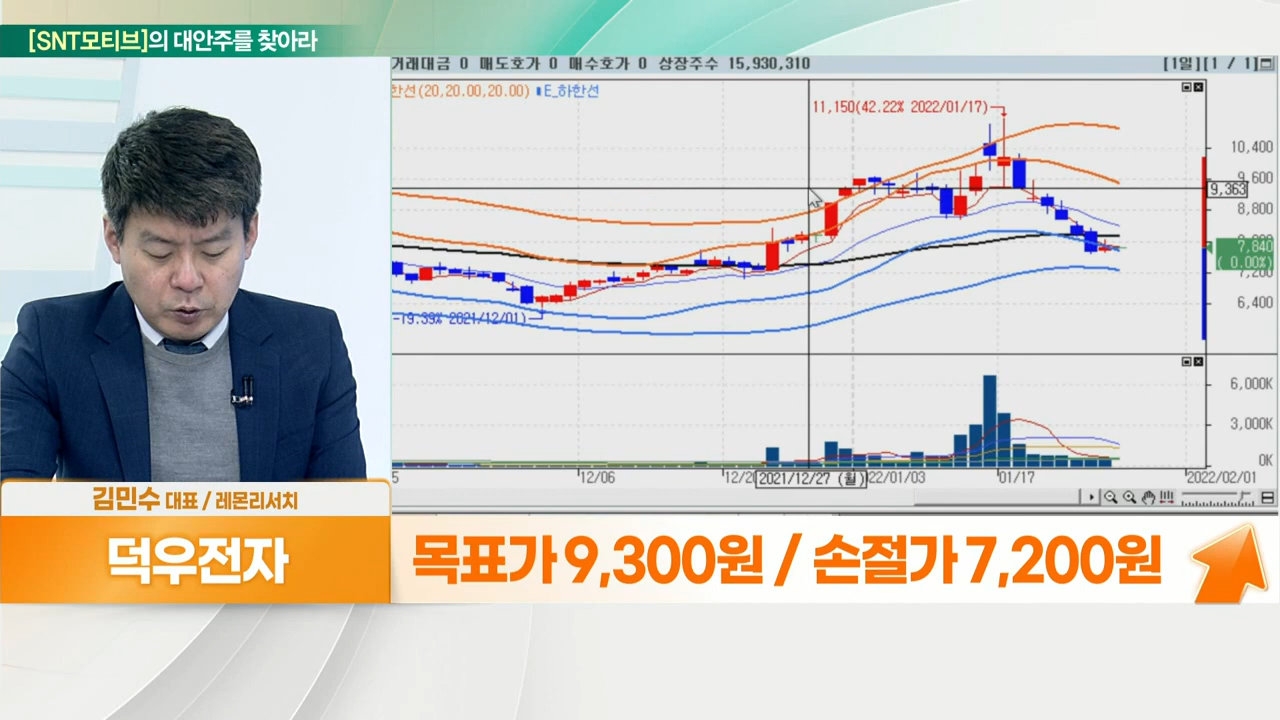 [SNT모티브]의 대안주를 찾아라
거래대금 0 매도호가 0 매수호가 0 상장주수 15,930,310
[1일][1 / 1]
한선(20,20.00,20.00) E_하한선
11,150(42.22% 2022/01/17)
10,400
9,600
9,363
8,800
7,840
( 0.00%)
7,200
6,400
-19.39% 2021/12/01)
6,000K
3,000K
0K
12/06
12/2
2021/12/27 (월)
22/01/03
01/17
2022/02/01
김민수 대표 / 레몬리서치
덕우전자
목표가 9,300원 / 손절가 7,200원